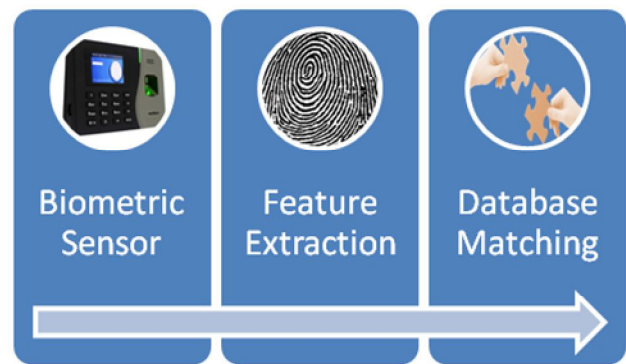 Biometric
Sensor
Feature
Extraction
Database
Matching